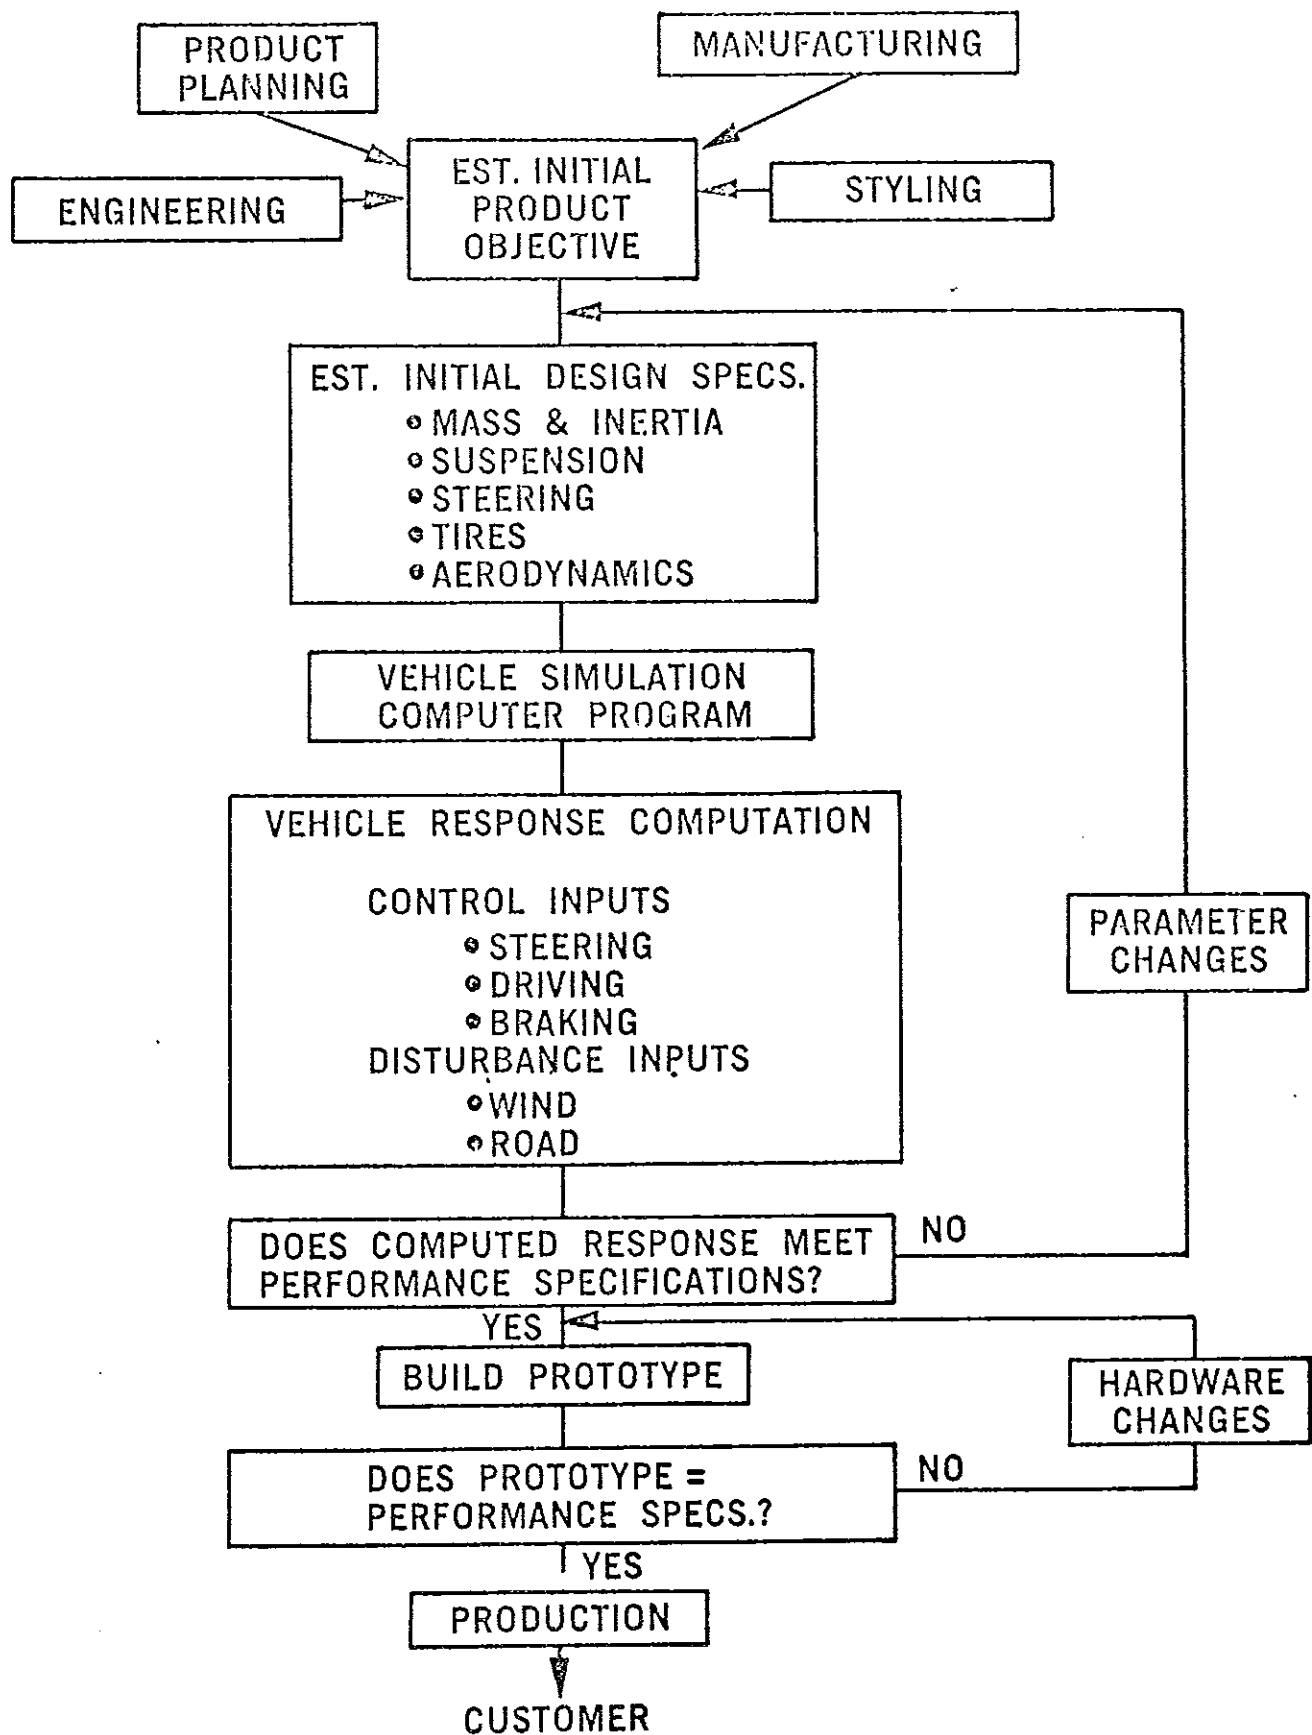 PRODUCT
PLANNING
MANUFACTURING
ENGINEERING
EST. INITIAL
PRODUCT
OBJECTIVE
STYLING
EST. INITIAL DESIGN SPECS.
• MASS & INERTIA
• SUSPENSION
• STEERING
• TIRES
• AERODYNAMICS
VEHICLE SIMULATION
COMPUTER PROGRAM
VEHICLE RESPONSE COMPUTATION
CONTROL INPUTS
• STEERING
• DRIVING
• BRAKING
DISTURBANCE INPUTS
• WIND
• ROAD
PARAMETER
CHANGES
DOES COMPUTED RESPONSE MEET
PERFORMANCE SPECIFICATIONS?
NO
YES
BUILD PROTOTYPE
HARDWARE
CHANGES
DOES PROTOTYPE =
PERFORMANCE SPECS.?
NO
YES
PRODUCTION
CUSTOMER